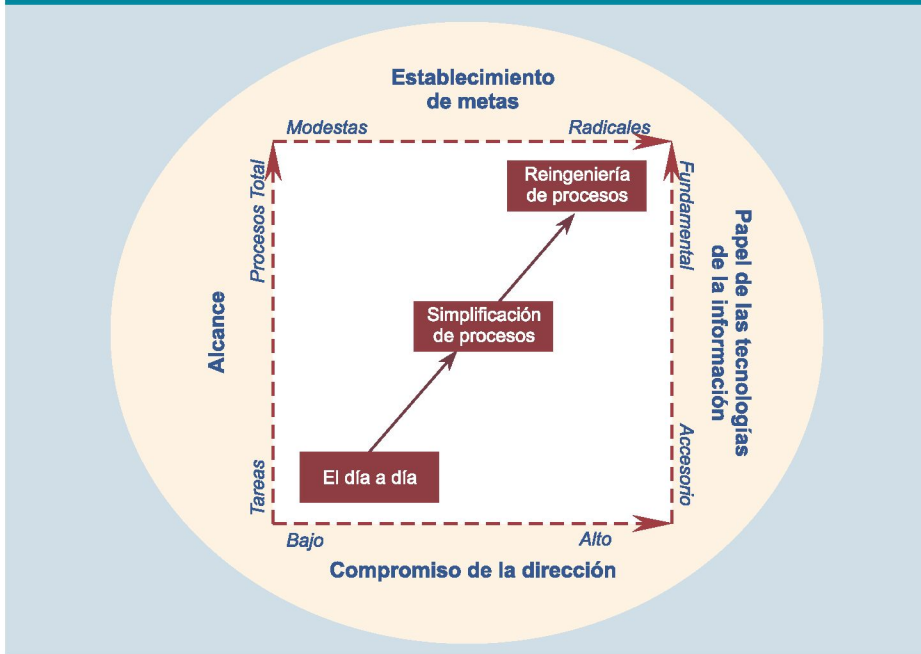 Establecimiento
de metas
Modestas
Radicales
Reingeniería
de procesos
Procesos Total
Fundamental
Simplificación
de procesos
Alcance
Papel de las tecnologías
de la información
El día a día
Tareas
Accesorio
Bajo
Alto
Compromiso de la dirección